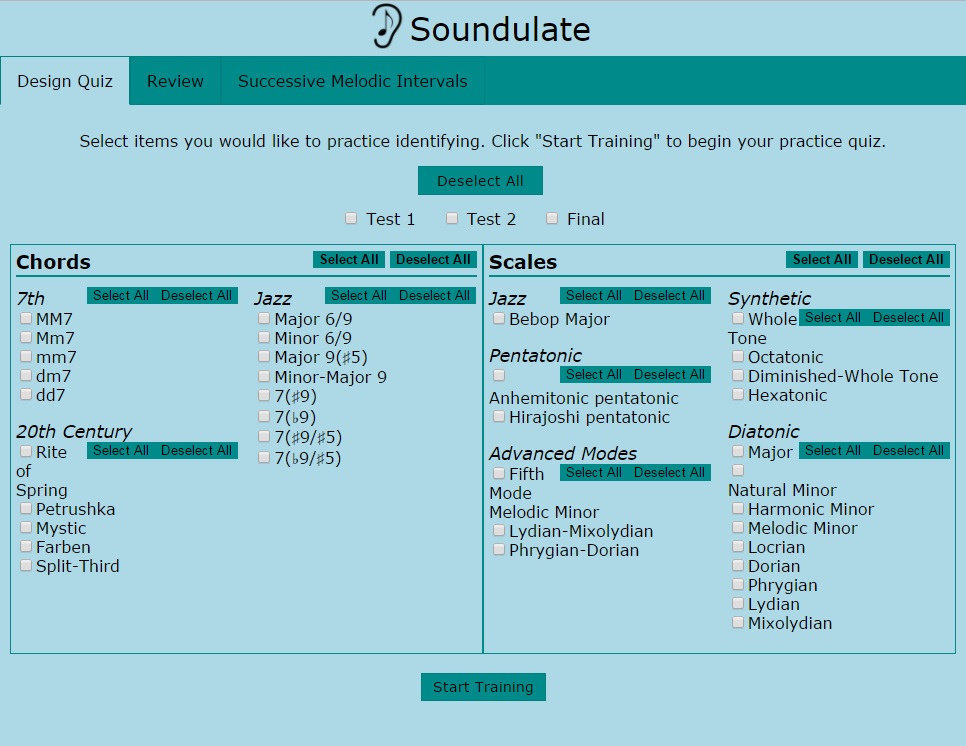 Soundulate
Design Quiz Review Successive Melodic Intervals
Select items you would like to practice identifying. Click "Start Training" to begin your practice quiz.
Deselect All
Test 1 Test 2 Final
Chords Select All Deselect All
7th Select All Deselect All
MM7
Mm7
mm7
dm7
dd7
20th Century
Rite Select All Deselect All
of
Spring
Petrushka
Mystic
Farben
Split-Third
Jazz Select All Deselect All
Major 6/9
Minor 6/9
Major 9(♯5)
Minor-Major 9
7(♯9)
7(♭9)
7(♯9/♯5)
7(♭9/♯5)
Scales Select All Deselect All
Jazz Select All Deselect All
Bebop Major
Pentatonic
Select All Deselect All
Anhemitonic pentatonic
Hirajoshi pentatonic
Advanced Modes
Fifth Select All Deselect All
Mode
Melodic Minor
Lydian-Mixolydian
Phrygian-Dorian
Synthetic
Whole Select All Deselect All
Tone
Octatonic
Diminished-Whole Tone
Hexatonic
Diatonic
Major Select All Deselect All
Natural Minor
Harmonic Minor
Melodic Minor
Locrian
Dorian
Phrygian
Lydian
Mixolydian
Start Training